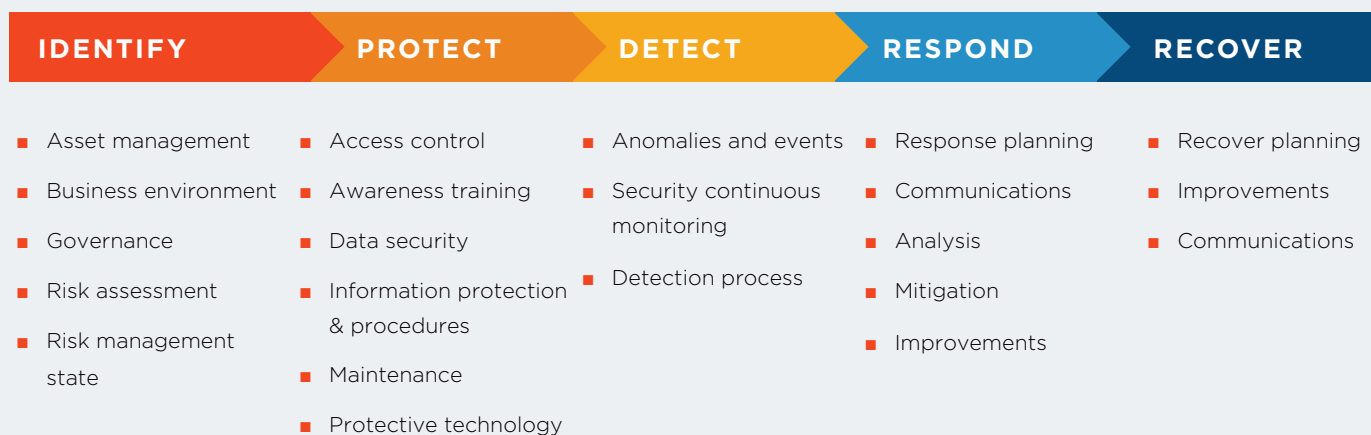 IDENTIFY
PROTECT
DETECT
RESPOND
RECOVER
Asset management
Business environment
Governance
Risk assessment
Risk management
state
Access control
Awareness training
Data security
Information protection
& procedures
Maintenance
Protective technology
Anomalies and events
Security continuous
monitoring
Detection process
Response planning
Communications
Analysis
Mitigation
Improvements
Recover planning
Improvements
Communications